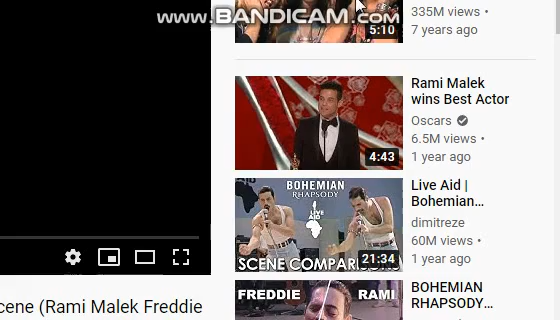 www.BANDICAM.com
335M views •
7 years ago
5:10
Rami Malek
wins Best Actor
Oscars
6.5M views •
1 year ago
4:43
BOHEMIAN
RHAPSODY
LIVE
AID
SCENE COMPARISONS
21:34
Live Aid |
Bohemian...
dimitreze
60M views •
1 year ago
cene (Rami Malek Freddie
FREDDIE
RAMI
BOHEMIAN
RHAPSODY...